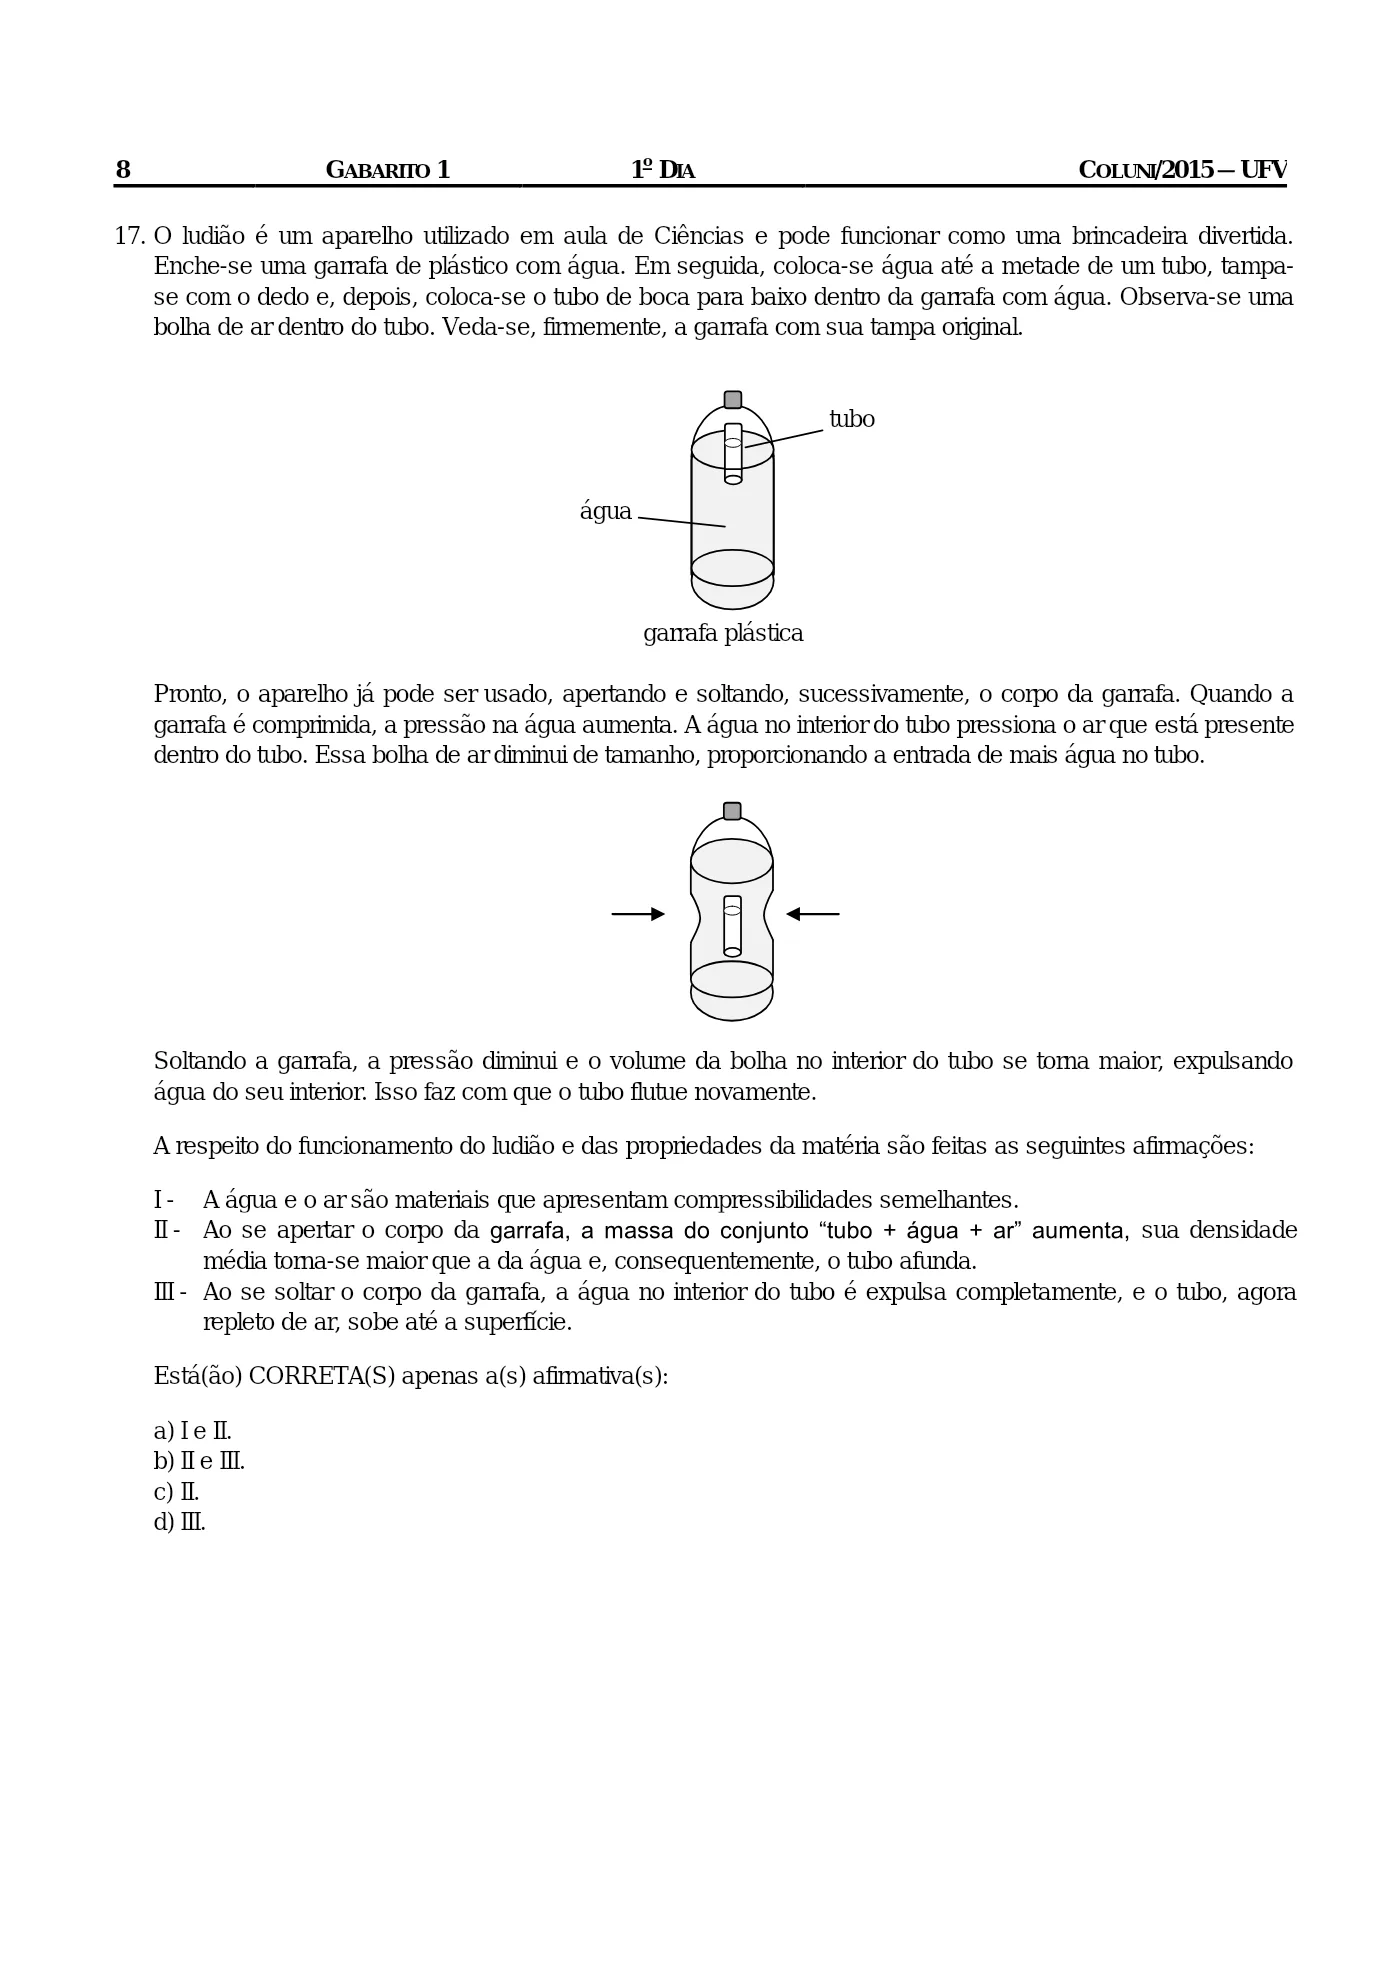 8 GABARITO 1 1º DIA COLUNI/2015 — UFV
17. O ludião é um aparelho utilizado em aula de Ciências e pode funcionar como uma brincadeira divertida.
Enche-se uma garrafa de plástico com água. Em seguida, coloca-se água até a metade de um tubo, tampa-
se com o dedo e, depois, coloca-se o tubo de boca para baixo dentro da garrafa com água. Observa-se uma
bolha de ar dentro do tubo. Veda-se, firmemente, a garrafa com sua tampa original.
tubo
água
garrafa plástica
Pronto, o aparelho já pode ser usado, apertando e soltando, sucessivamente, o corpo da garrafa. Quando a
garrafa é comprimida, a pressão na água aumenta. A água no interior do tubo pressiona o ar que está presente
dentro do tubo. Essa bolha de ar diminui de tamanho, proporcionando a entrada de mais água no tubo.
Soltando a garrafa, a pressão diminui e o volume da bolha no interior do tubo se torna maior, expulsando
água do seu interior. Isso faz com que o tubo flutue novamente.
A respeito do funcionamento do ludião e das propriedades da matéria são feitas as seguintes afirmações:
I - A água e o ar são materiais que apresentam compressibilidades semelhantes.
II - Ao se apertar o corpo da garrafa, a massa do conjunto “tubo + água + ar” aumenta, sua densidade
média torna-se maior que a da água e, consequentemente, o tubo afunda.
III - Ao se soltar o corpo da garrafa, a água no interior do tubo é expulsa completamente, e o tubo, agora
repleto de ar, sobe até a superfície.
Está(ão) CORRETA(S) apenas a(s) afirmativa(s):
a) I e II.
b) II e III.
c) II.
d) III.